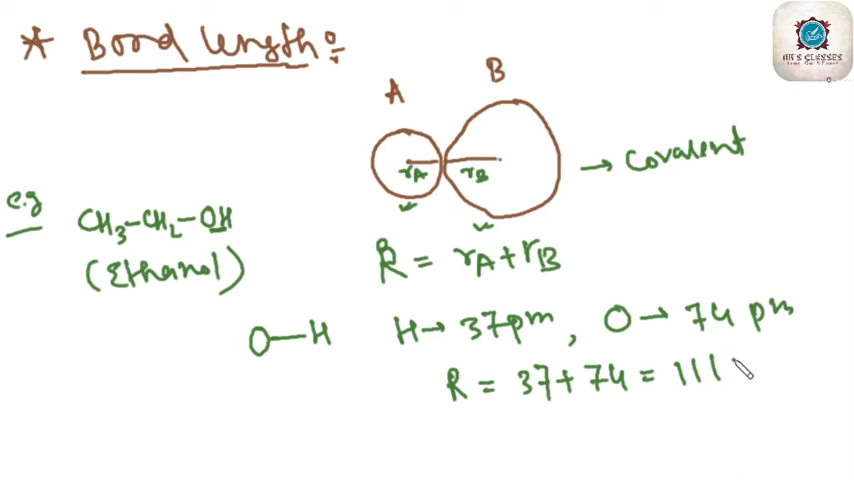 * Bond length:-
A B
rA rB → Covalent
e.g CH3-CH2-OH
(Ethanol)
R = rA+rB
O—H H→ 37pm, O → 74 pm
R = 37+74 = 111